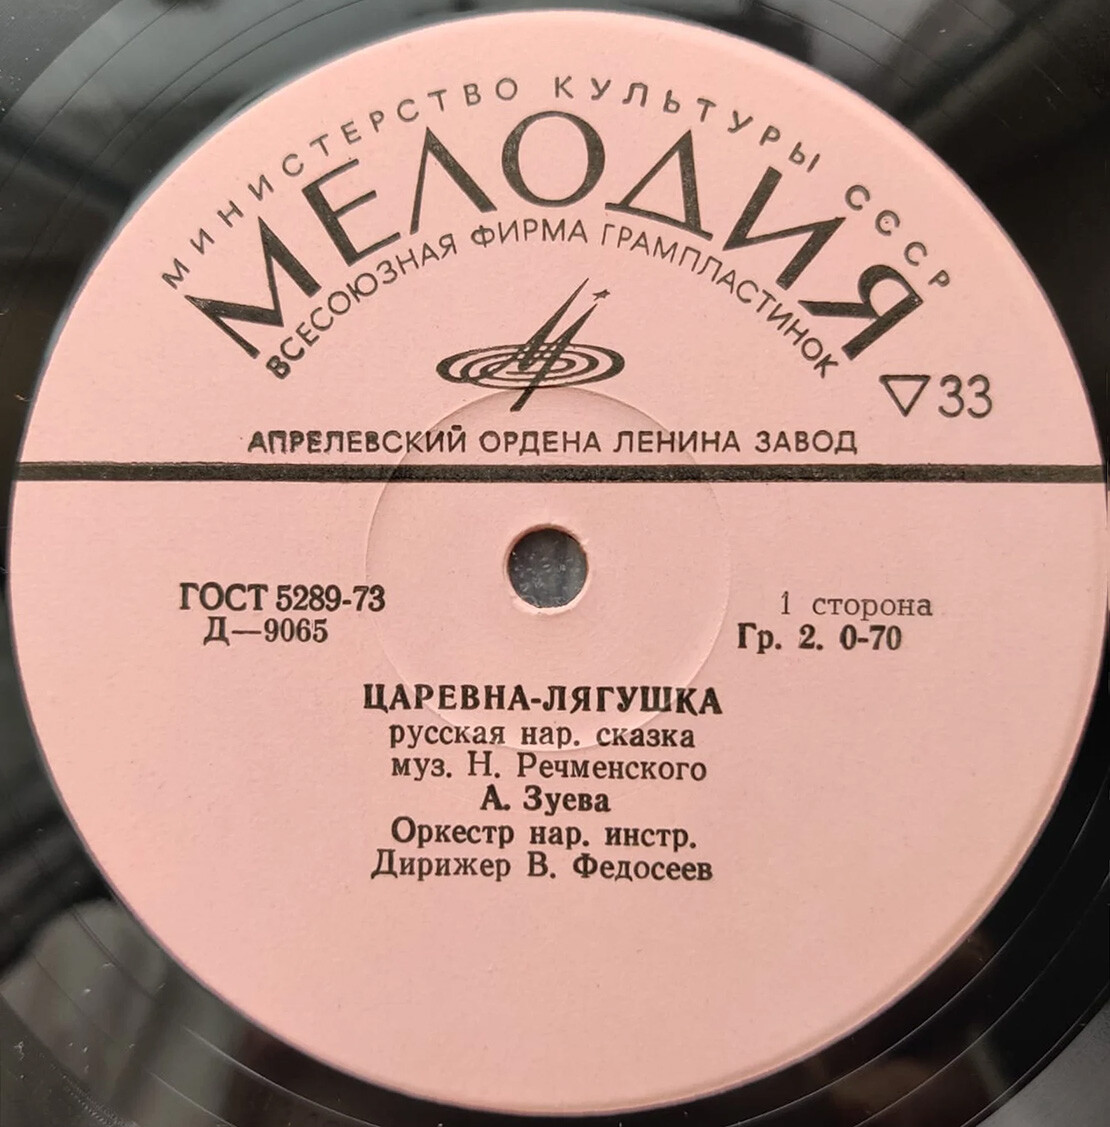 МИНИСТЕРСТВО КУЛЬТУРЫ СССР
МЕЛОДИЯ
ВСЕСОЮЗНАЯ ФИРМА ГРАМПЛАСТИНОК
▽33
АПРЕЛЕВСКИЙ ОРДЕНА ЛЕНИНА ЗАВОД
ГОСТ 5289-73
Д—9065
1 сторона
Гр. 2. 0-70
ЦАРЕВНА-ЛЯГУШКА
русская нар. сказка
муз. Н. Речменского
А. Зуева
Оркестр нар. инстр.
Дирижер В. Федосеев